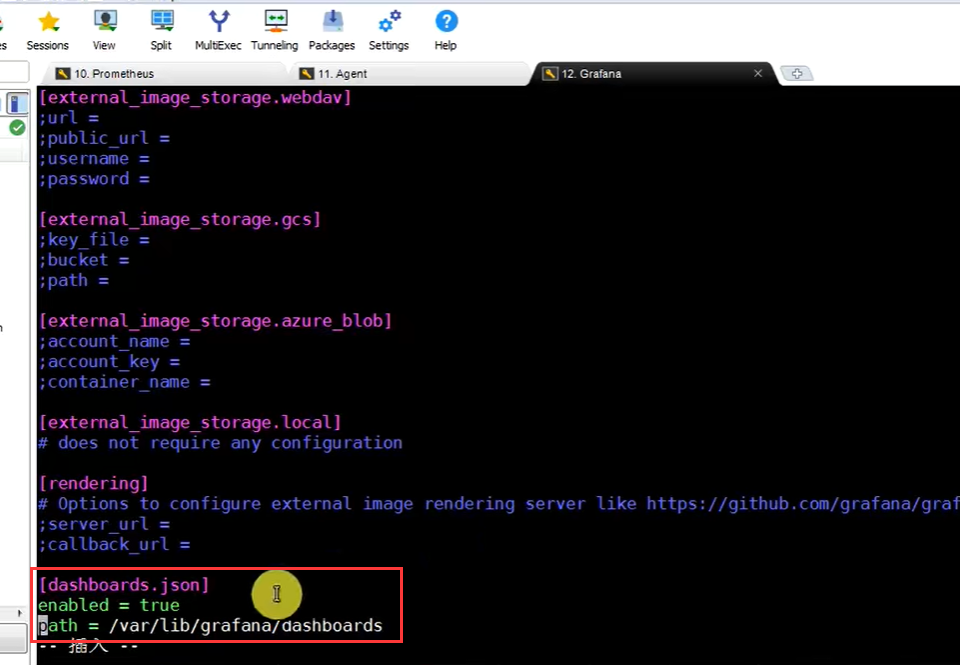 es Sessions View Split MultiExec Tunneling Packages Settings Help
10. Prometheus 11. Agent 12. Grafana
[external_image_storage.webdav]
;url =
;public_url =
;username =
;password =
[external_image_storage.gcs]
;key_file =
;bucket =
;path =
[external_image_storage.azure_blob]
;account_name =
;account_key =
;container_name =
[external_image_storage.local]
# does not require any configuration
[rendering]
# Options to configure external image rendering server like https://github.com/grafana/graf
;server_url =
;callback_url =
[dashboards.json]
enabled = true
path = /var/lib/grafana/dashboards
-- 插入 --